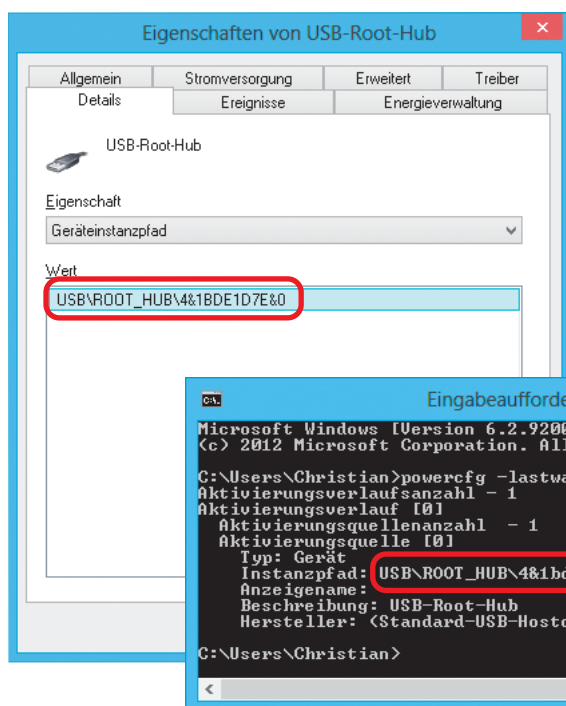 Eigenschaften von USB-Root-Hub
Allgemein Stromversorgung Erweitert Treiber
Details Ereignisse Energieverwaltung
USB-Root-Hub
Eigenschaft
Geräteinstanzpfad
Wert
USB\ROOT_HUB\4&1BDE1D7E&0
C:\.
Eingabeaufforde
Microsoft Windows [Version 6.2.9200
(c) 2012 Microsoft Corporation. All
C:\Users\Christian>powercfg -lastwa
Aktivierungsverlaufsanzahl - 1
Aktivierungsverlauf [0]
Aktivierungsquellenanzahl - 1
Aktivierungsquelle [0]
Typ: Gerät
Instanzpfad: USB\ROOT_HUB\4&1bd
Anzeigename:
Beschreibung: USB-Root-Hub
Hersteller: (Standard-USB-Hostc
C:\Users\Christian>